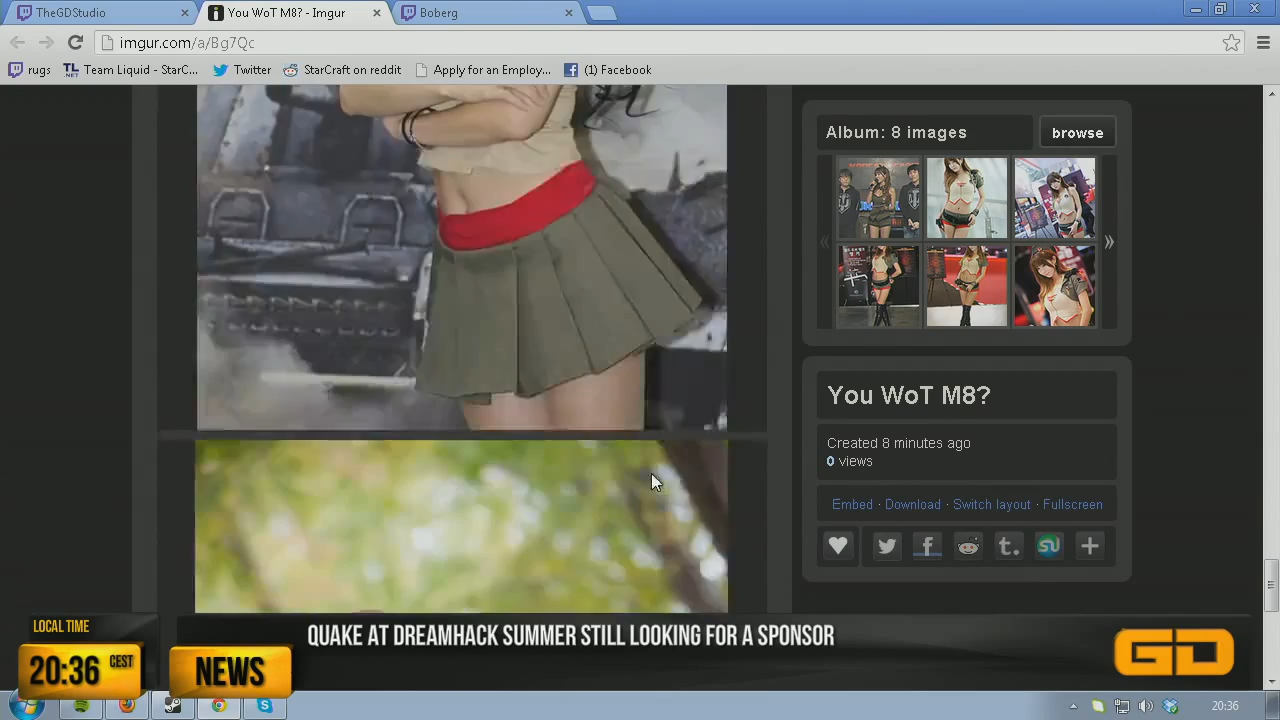 TheGDStudio
You WoT M8? - Imgur
Boberg
imgur.com/a/Bg7Qc
rugs
TL.NET
Team Liquid - StarC...
Twitter
StarCraft on reddit
Apply for an Employ...
(1) Facebook
Album: 8 images
browse
You WoT M8?
Created 8 minutes ago
0 views
Embed · Download · Switch layout · Fullscreen
LOCAL TIME
20:36 CEST
NEWS
QUAKE AT DREAMHACK SUMMER STILL LOOKING FOR A SPONSOR
GD
20:36